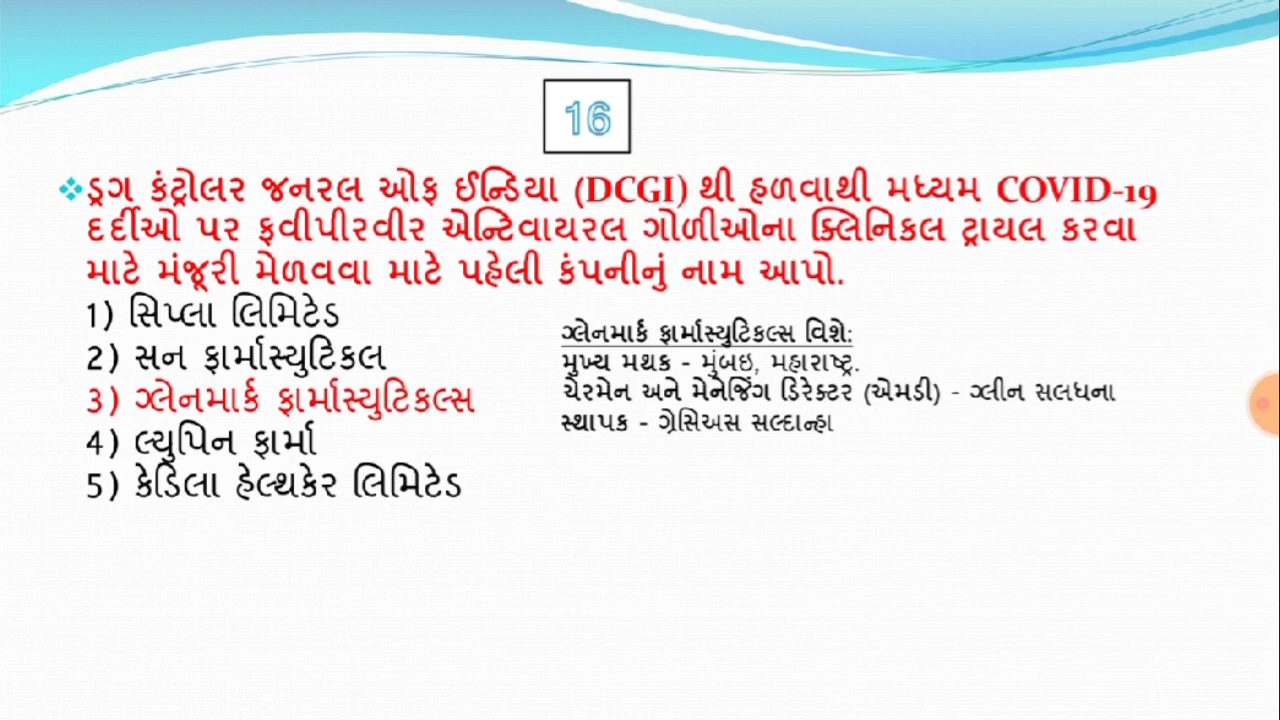 16
ડ્રગ કંટ્રોલર જનરલ ઓફ ઈન્ડિયા (DCGI) થી હળવાથી મધ્યમ COVID-19
દર્દીઓ પર ફવીપીરવીર એન્ટિવાયરલ ગોળીઓના ક્લિનિકલ ટ્રાયલ કરવા
માટે મંજૂરી મેળવવા માટે પહેલી કંપનીનું નામ આપો.
1) સિપ્લા લિમિટેડ
2) સન ફાર્માસ્યુટિકલ
3) ગ્લેનમાર્ક ફાર્માસ્યુટિકલ્સ
4) લ્યુપિન ફાર્મા
5) કેડિલા હેલ્થકેર લિમિટેડ
ગ્લેનમાર્ક ફાર્માસ્યુટિકલ્સ વિશે:
મુખ્ય મથક - મુંબઇ, મહારાષ્ટ્ર.
ચેરમેન અને મેનેજિંગ ડિરેક્ટર (એમડી) - ગ્લીન સલધના
સ્થાપક - ગ્રેસિઅસ સલ્દાન્હા